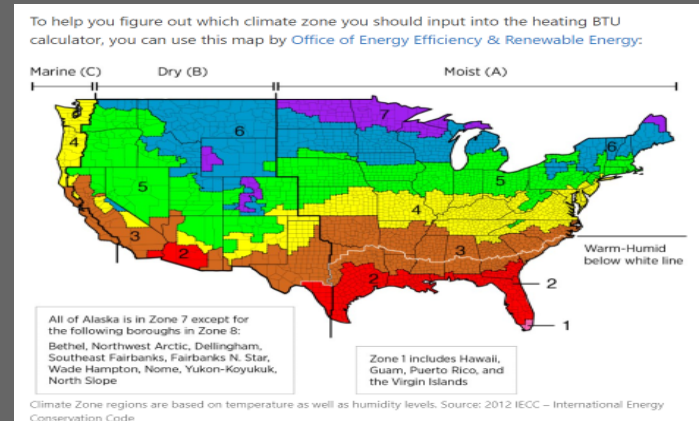 To help you figure out which climate zone you should input into the heating BTU
calculator, you can use this map by Office of Energy Efficiency & Renewable Energy:
Marine (C) Dry (B) Moist (A)
7
6
6
4
5
5
4
3
3
Warm-Humid
below white line
2
2
2
1
All of Alaska is in Zone 7 except for
the following boroughs in Zone 8:
Bethel, Northwest Arctic, Dellingham,
Southeast Fairbanks, Fairbanks N. Star,
Wade Hampton, Nome, Yukon-Koyukuk,
North Slope
Zone 1 includes Hawaii,
Guam, Puerto Rico, and
the Virgin Islands
Climate Zone regions are based on temperature as well as humidity levels. Source: 2012 IECC – International Energy
Conservation Code